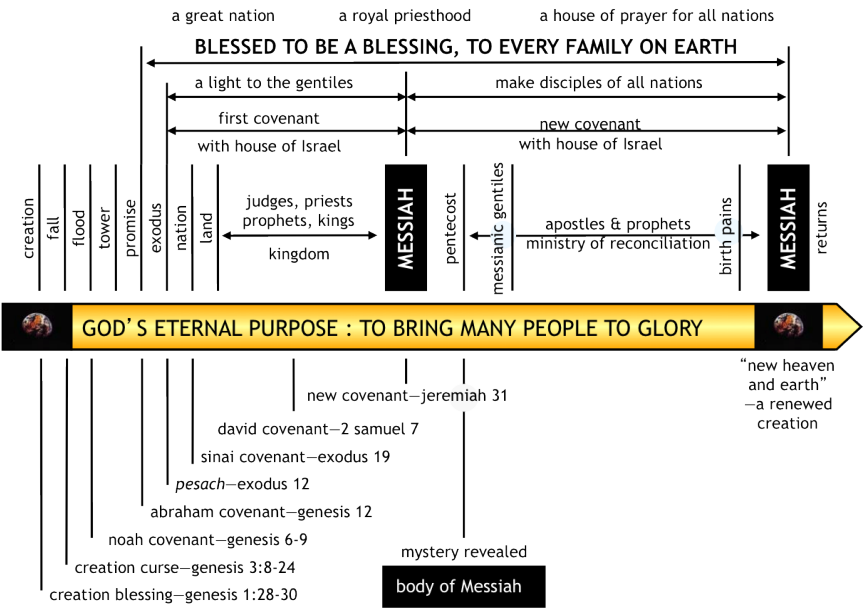 a great nation a royal priesthood a house of prayer for all nations
BLESSED TO BE A BLESSING, TO EVERY FAMILY ON EARTH
a light to the gentiles make disciples of all nations
first covenant new covenant
with house of Israel with house of Israel
creation
fall
flood
tower
promise
exodus
nation
land
judges, priests
prophets, kings
kingdom
MESSIAH
pentecost
messianic gentiles
apostles & prophets
ministry of reconciliation
birth pains
MESSIAH
returns
GOD'S ETERNAL PURPOSE : TO BRING MANY PEOPLE TO GLORY
new covenant—jeremiah 31
david covenant—2 samuel 7
sinai covenant—exodus 19
pesach—exodus 12
abraham covenant—genesis 12
noah covenant—genesis 6-9
creation curse—genesis 3:8-24
creation blessing—genesis 1:28-30
mystery revealed
body of Messiah
“new heaven
and earth”
—a renewed
creation